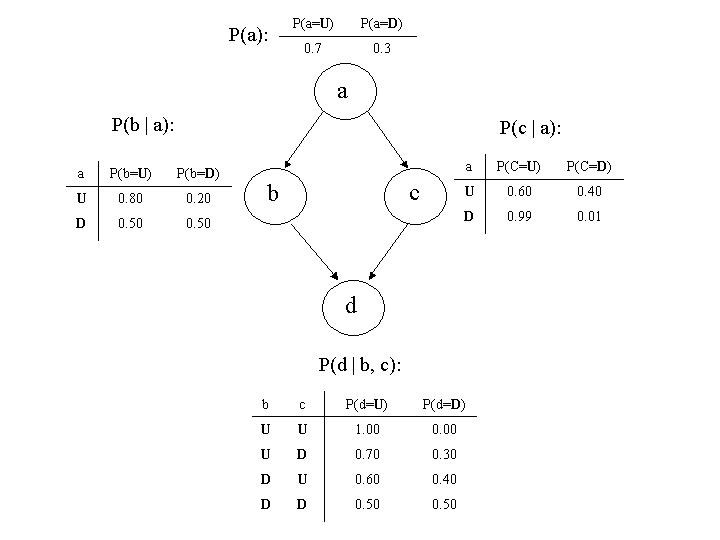 P(a):
P(a=U) P(a=D)
0.7 0.3
a
P(b | a):
a P(b=U) P(b=D)
U 0.80 0.20
D 0.50 0.50
P(c | a):
a P(C=U) P(C=D)
U 0.60 0.40
D 0.99 0.01
b
c
d
P(d | b, c):
b c P(d=U) P(d=D)
U U 1.00 0.00
U D 0.70 0.30
D U 0.60 0.40
D D 0.50 0.50